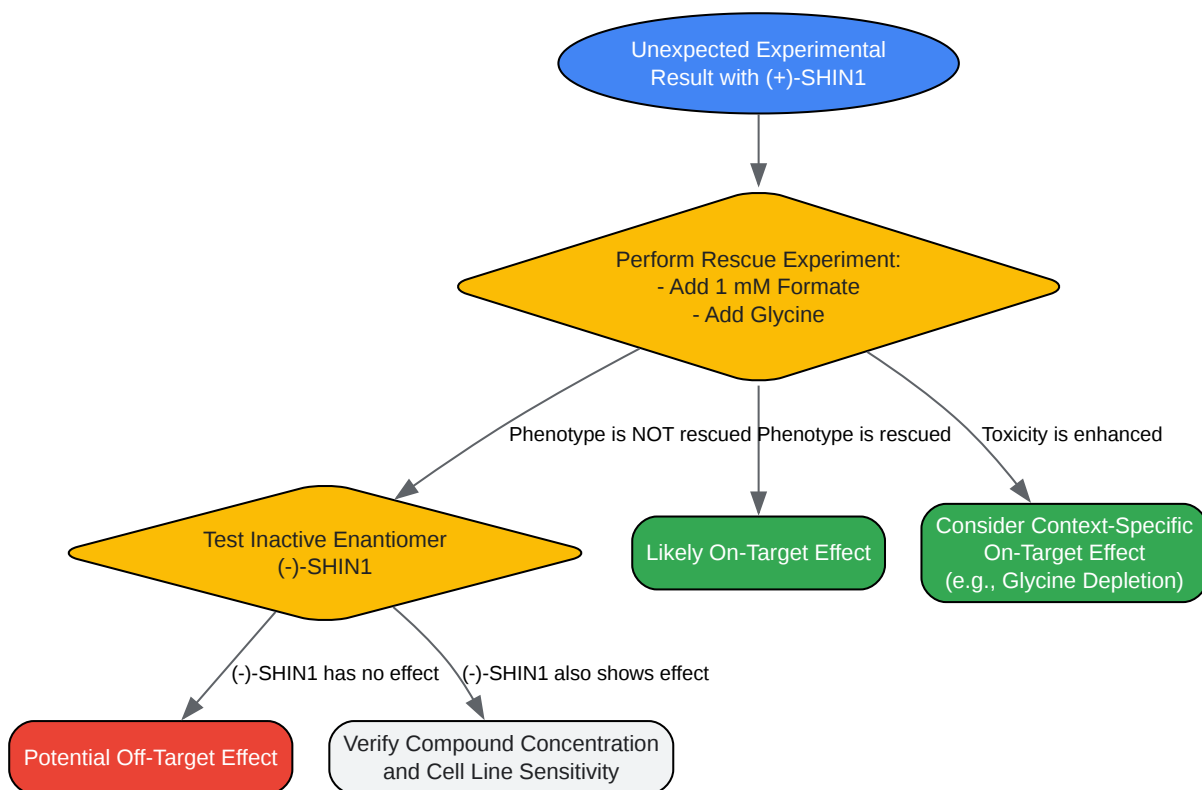 Unexpected Experimental
Result with (+)-SHIN1
Perform Rescue Experiment:
- Add 1 mM Formate
- Add Glycine
Phenotype is NOT rescued
Phenotype is rescued
Toxicity is enhanced
Test Inactive Enantiomer
(-)-SHIN1
Likely On-Target Effect
Consider Context-Specific
On-Target Effect
(e.g., Glycine Depletion)
(-)-SHIN1 has no effect
(-)-SHIN1 also shows effect
Potential Off-Target Effect
Verify Compound Concentration
and Cell Line Sensitivity